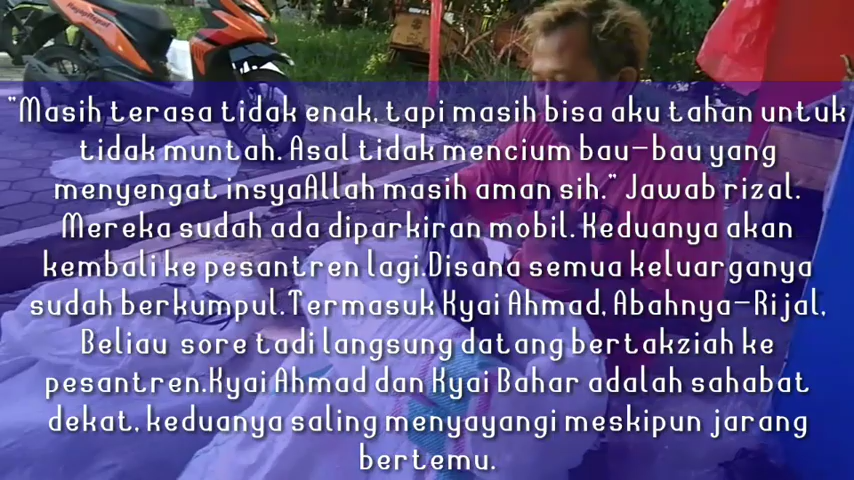 "Masih terasa tidak enak, tapi masih bisa aku tahan untuk
tidak muntah. Asal tidak mencium bau-bau yang
menyengat insyaAllah masih aman sih." Jawab rizal.
Mereka sudah ada diparkiran mobil. Keduanya akan
kembali ke pesantren lagi.Disana semua keluarganya
sudah berkumpul.Termasuk Kyai Ahmad, Abahnya-Rijal,
Beliau sore tadi langsung datang bertakziah ke
pesantren.Kyai Ahmad dan Kyai Bahar adalah sahabat
dekat, keduanya saling menyayangi meskipun jarang
bertemu.